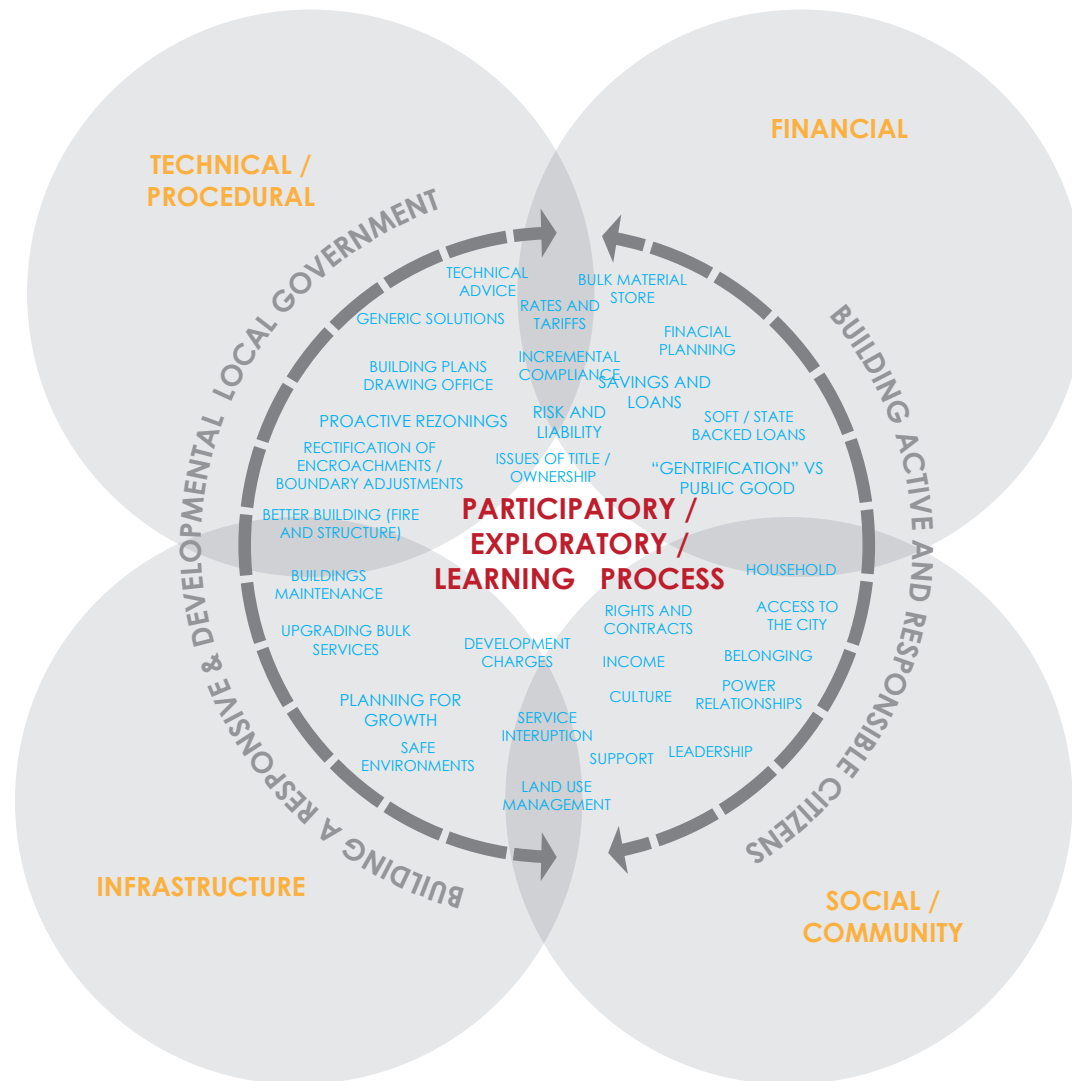 FINANCIAL
TECHNICAL /
PROCEDURAL
BUILDING A RESPONSIVE & DEVELOPMENTAL LOCAL GOVERNMENT
BUILDING ACTIVE AND RESPONSIBLE CITIZENS
TECHNICAL
ADVICE
BULK MATERIAL
STORE
RATES AND
TARIFFS
GENERIC SOLUTIONS
FINACIAL
PLANNING
INCREMENTAL
COMPLIANCE
BUILDING PLANS
DRAWING OFFICE
SAVINGS AND
LOANS
PROACTIVE REZONINGS
RISK AND
LIABILITY
SOFT / STATE
BACKED LOANS
RECTIFICATION OF
ENCROACHMENTS /
BOUNDARY ADJUSTMENTS
ISSUES OF TITLE /
OWNERSHIP
“GENTRIFICATION” VS
PUBLIC GOOD
BETTER BUILDING (FIRE
AND STRUCTURE)
PARTICIPATORY /
EXPLORATORY /
LEARNING PROCESS
BUILDINGS
MAINTENANCE
HOUSEHOLD
RIGHTS AND
CONTRACTS
ACCESS TO
THE CITY
UPGRADING BULK
SERVICES
DEVELOPMENT
CHARGES
INCOME
BELONGING
PLANNING FOR
GROWTH
CULTURE
POWER
RELATIONSHIPS
SERVICE
INTERUPTION
SAFE
ENVIRONMENTS
SUPPORT
LEADERSHIP
LAND USE
MANAGEMENT
INFRASTRUCTURE
SOCIAL /
COMMUNITY